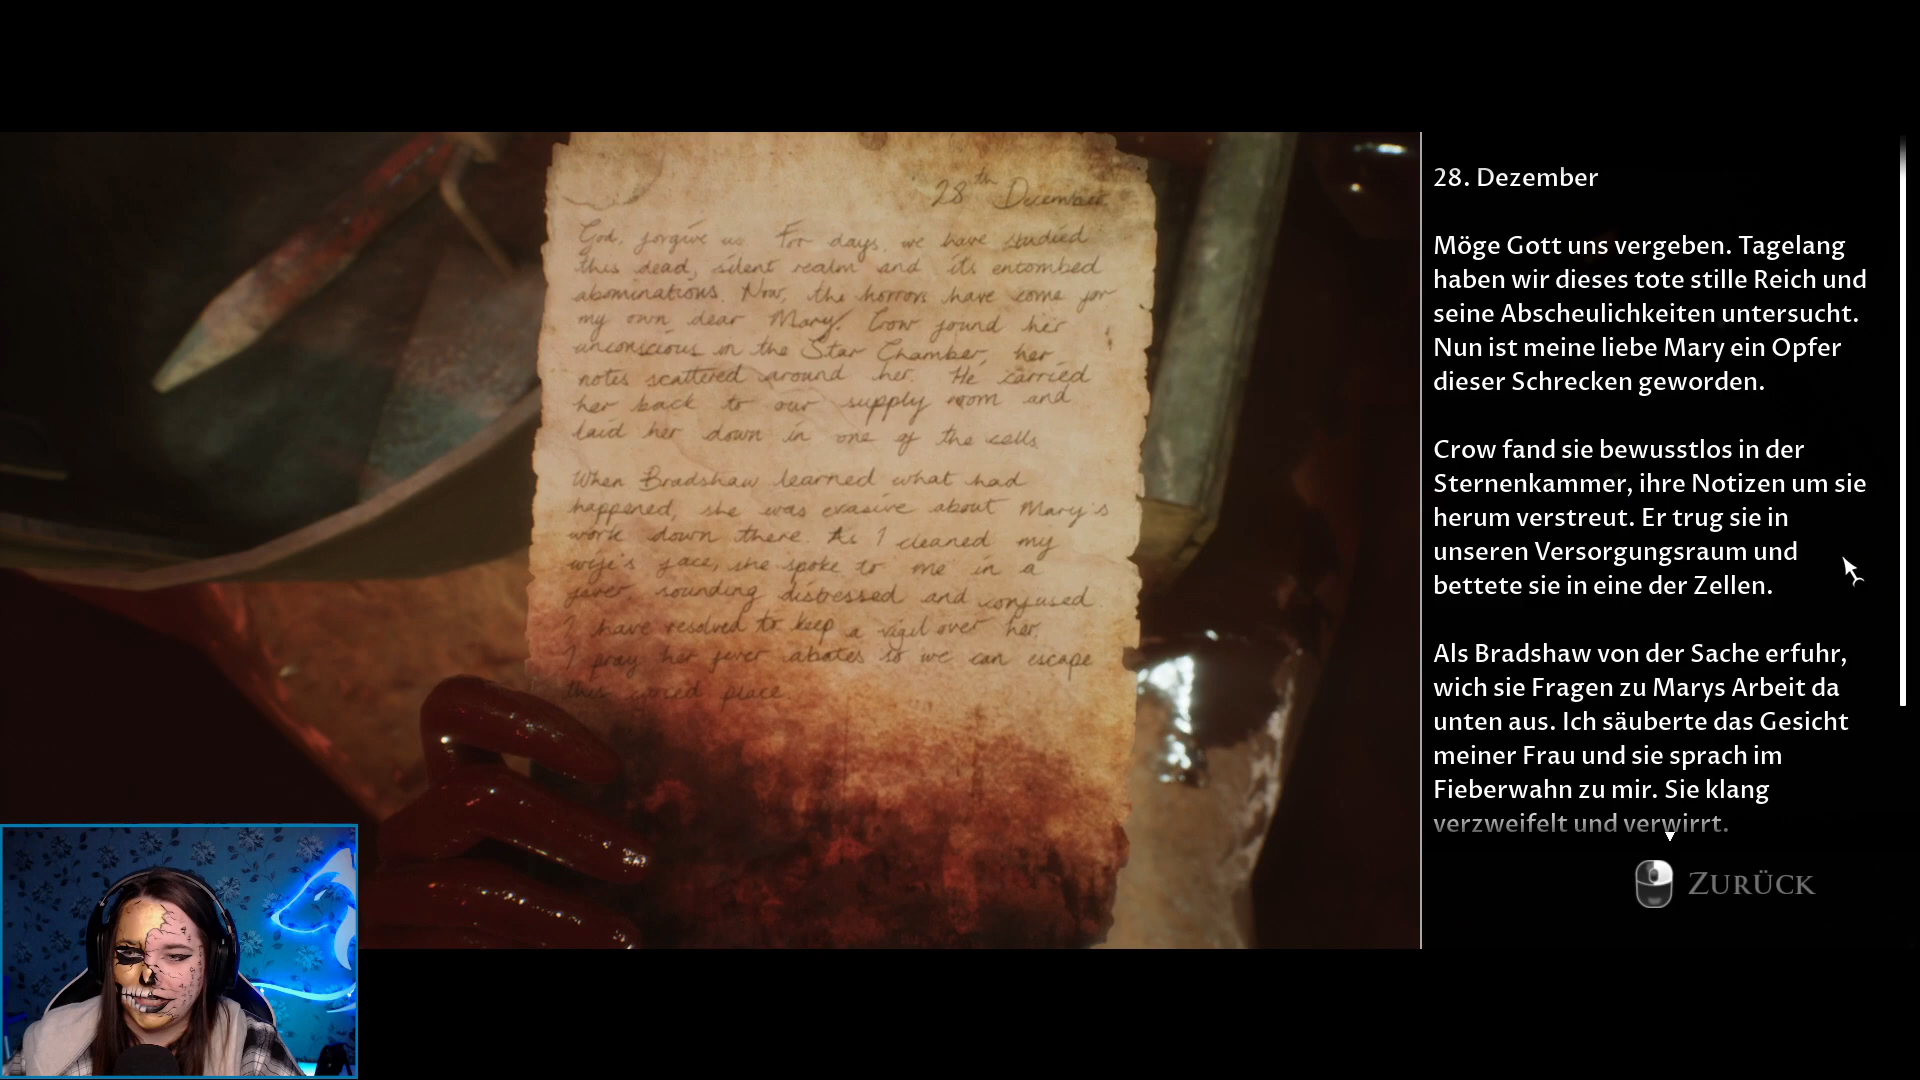 28th December.
God, forgive us. For days, we have studied
this dead, silent realm and its entombed
abominations. Now, the horrors have come for
my own dear Mary. Crow found her
unconscious in the Star Chamber, her
notes scattered around her. He carried
her back to our supply room and
laid her down in one of the cells.
When Bradshaw learned what had
happened, she was evasive about Mary's
work down there. As I cleaned my
wife's face, she spoke to me in a
fever, sounding distressed and confused.
I have resolved to keep a vigil over her.
I pray her fever abates so we can escape
this cursed place.
28. Dezember
Möge Gott uns vergeben. Tagelang
haben wir dieses tote stille Reich und
seine Abscheulichkeiten untersucht.
Nun ist meine liebe Mary ein Opfer
dieser Schrecken geworden.
Crow fand sie bewusstlos in der
Sternenkammer, ihre Notizen um sie
herum verstreut. Er trug sie in
unseren Versorgungsraum und
bettete sie in eine der Zellen.
Als Bradshaw von der Sache erfuhr,
wich sie Fragen zu Marys Arbeit da
unten aus. Ich säuberte das Gesicht
meiner Frau und sie sprach im
Fieberwahn zu mir. Sie klang
verzweifelt und verwirrt.
ZURÜCK